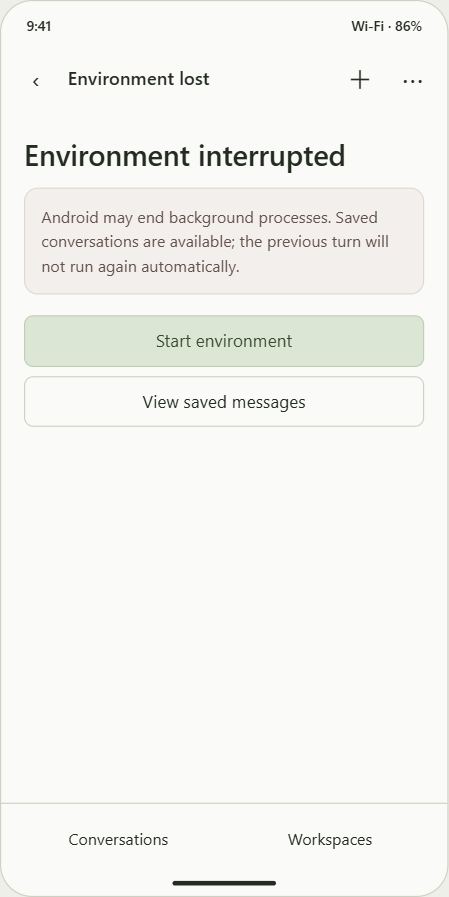 9:41
Wi-Fi · 86%
‹ Environment lost + ...
Environment interrupted
Android may end background processes. Saved
conversations are available; the previous turn will
not run again automatically.
Start environment
View saved messages
Conversations
Workspaces